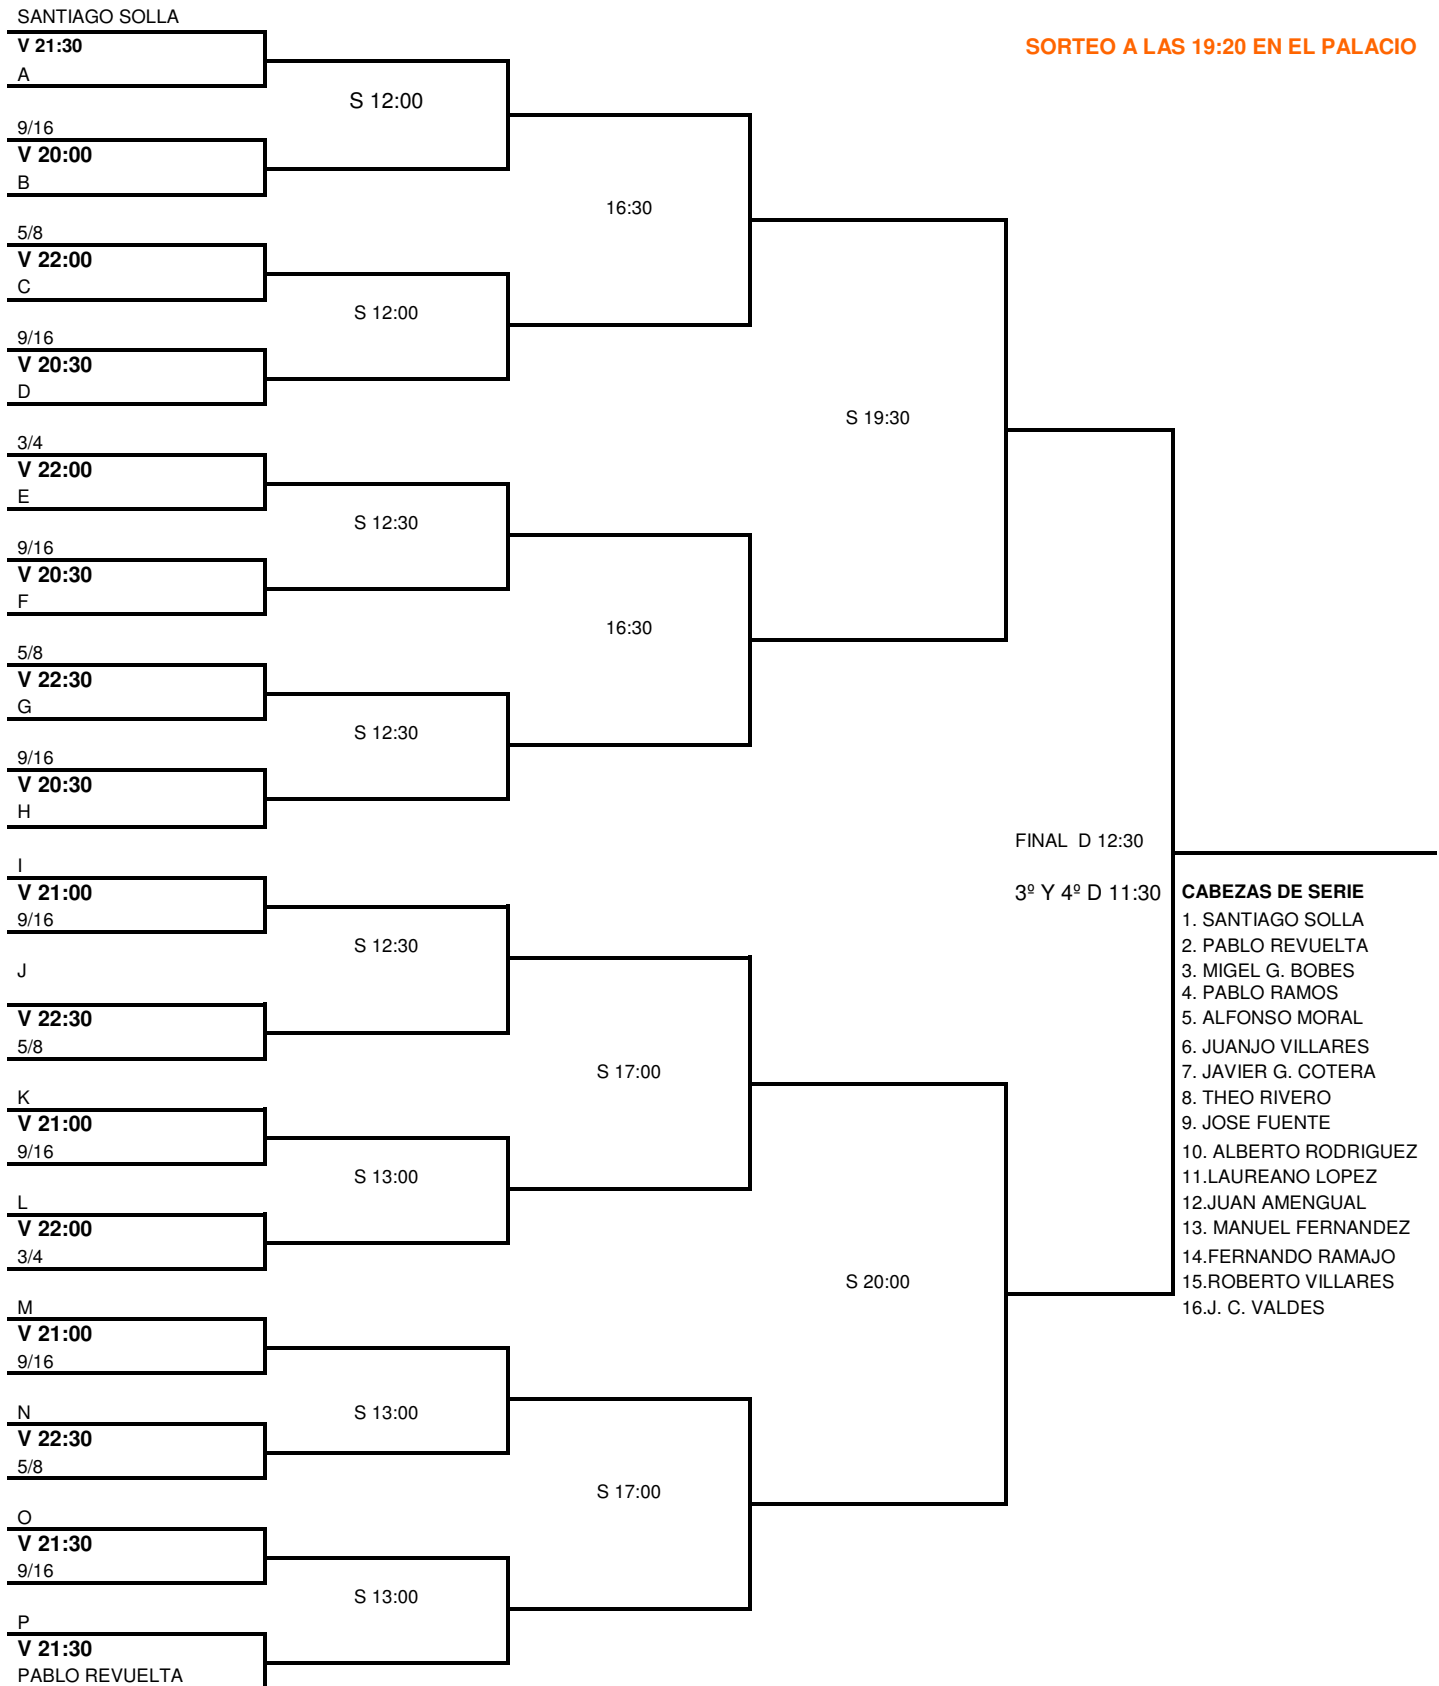 SANTIAGO SOLLA
V 21:30
SORTEO A LAS 19:20 EN EL PALACIO
A
S 12:00
9/16
V 20:00
B
16:30
5/8
V 22:00
C
S 12:00
9/16
V 20:30
D
S 19:30
3/4
V 22:00
E
S 12:30
9/16
V 20:30
F
16:30
5/8
V 22:30
G
S 12:30
9/16
V 20:30
H
FINAL D 12:30
I
V 21:00
9/16
S 12:30
J
V 22:30
5/8
S 17:00
K
V 21:00
9/16
S 13:00
L
V 22:00
3/4
S 20:00
M
V 21:00
9/16
S 13:00
N
V 22:30
5/8
S 17:00
O
V 21:30
9/16
S 13:00
P
V 21:30
PABLO REVUELTA
3º Y 4º D 11:30
CABEZAS DE SERIE
1. SANTIAGO SOLLA
2. PABLO REVUELTA
3. MIGEL G. BOBES
4. PABLO RAMOS
5. ALFONSO MORAL
6. JUANJO VILLARES
7. JAVIER G. COTERA
8. THEO RIVERO
9. JOSE FUENTE
10. ALBERTO RODRIGUEZ
11.LAUREANO LOPEZ
12.JUAN AMENGUAL
13. MANUEL FERNANDEZ
14.FERNANDO RAMAJO
15.ROBERTO VILLARES
16.J. C. VALDES